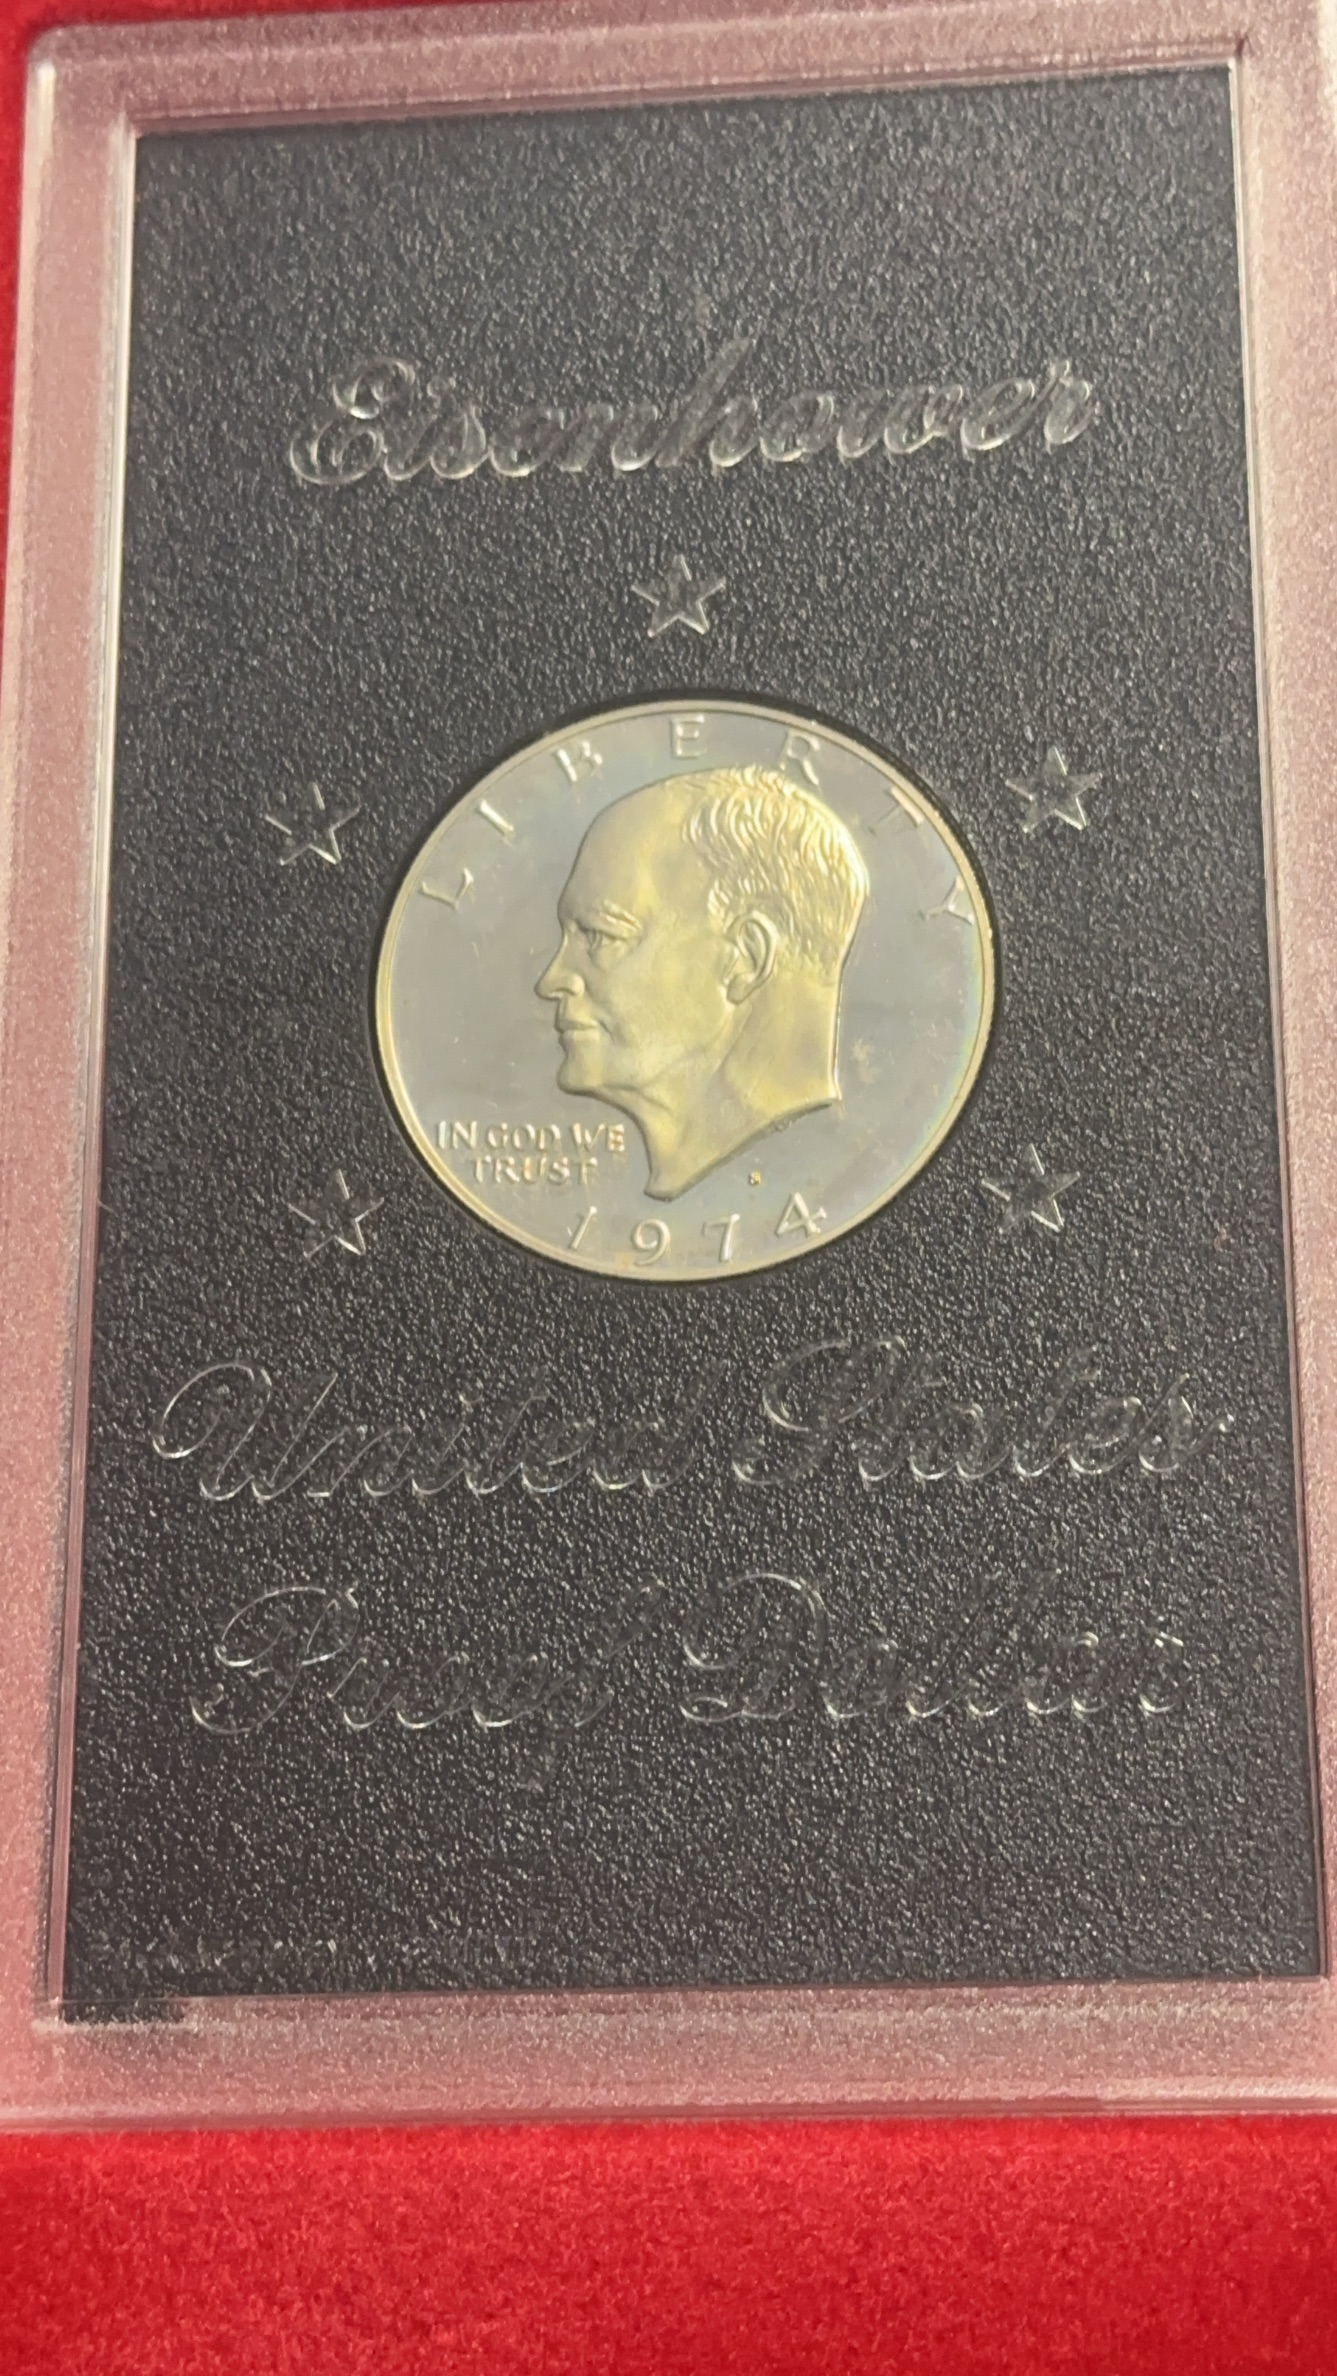 Eisenhower
LIBERTY
IN GOD WE
TRUST
S
1974
United States
Proof Dollar